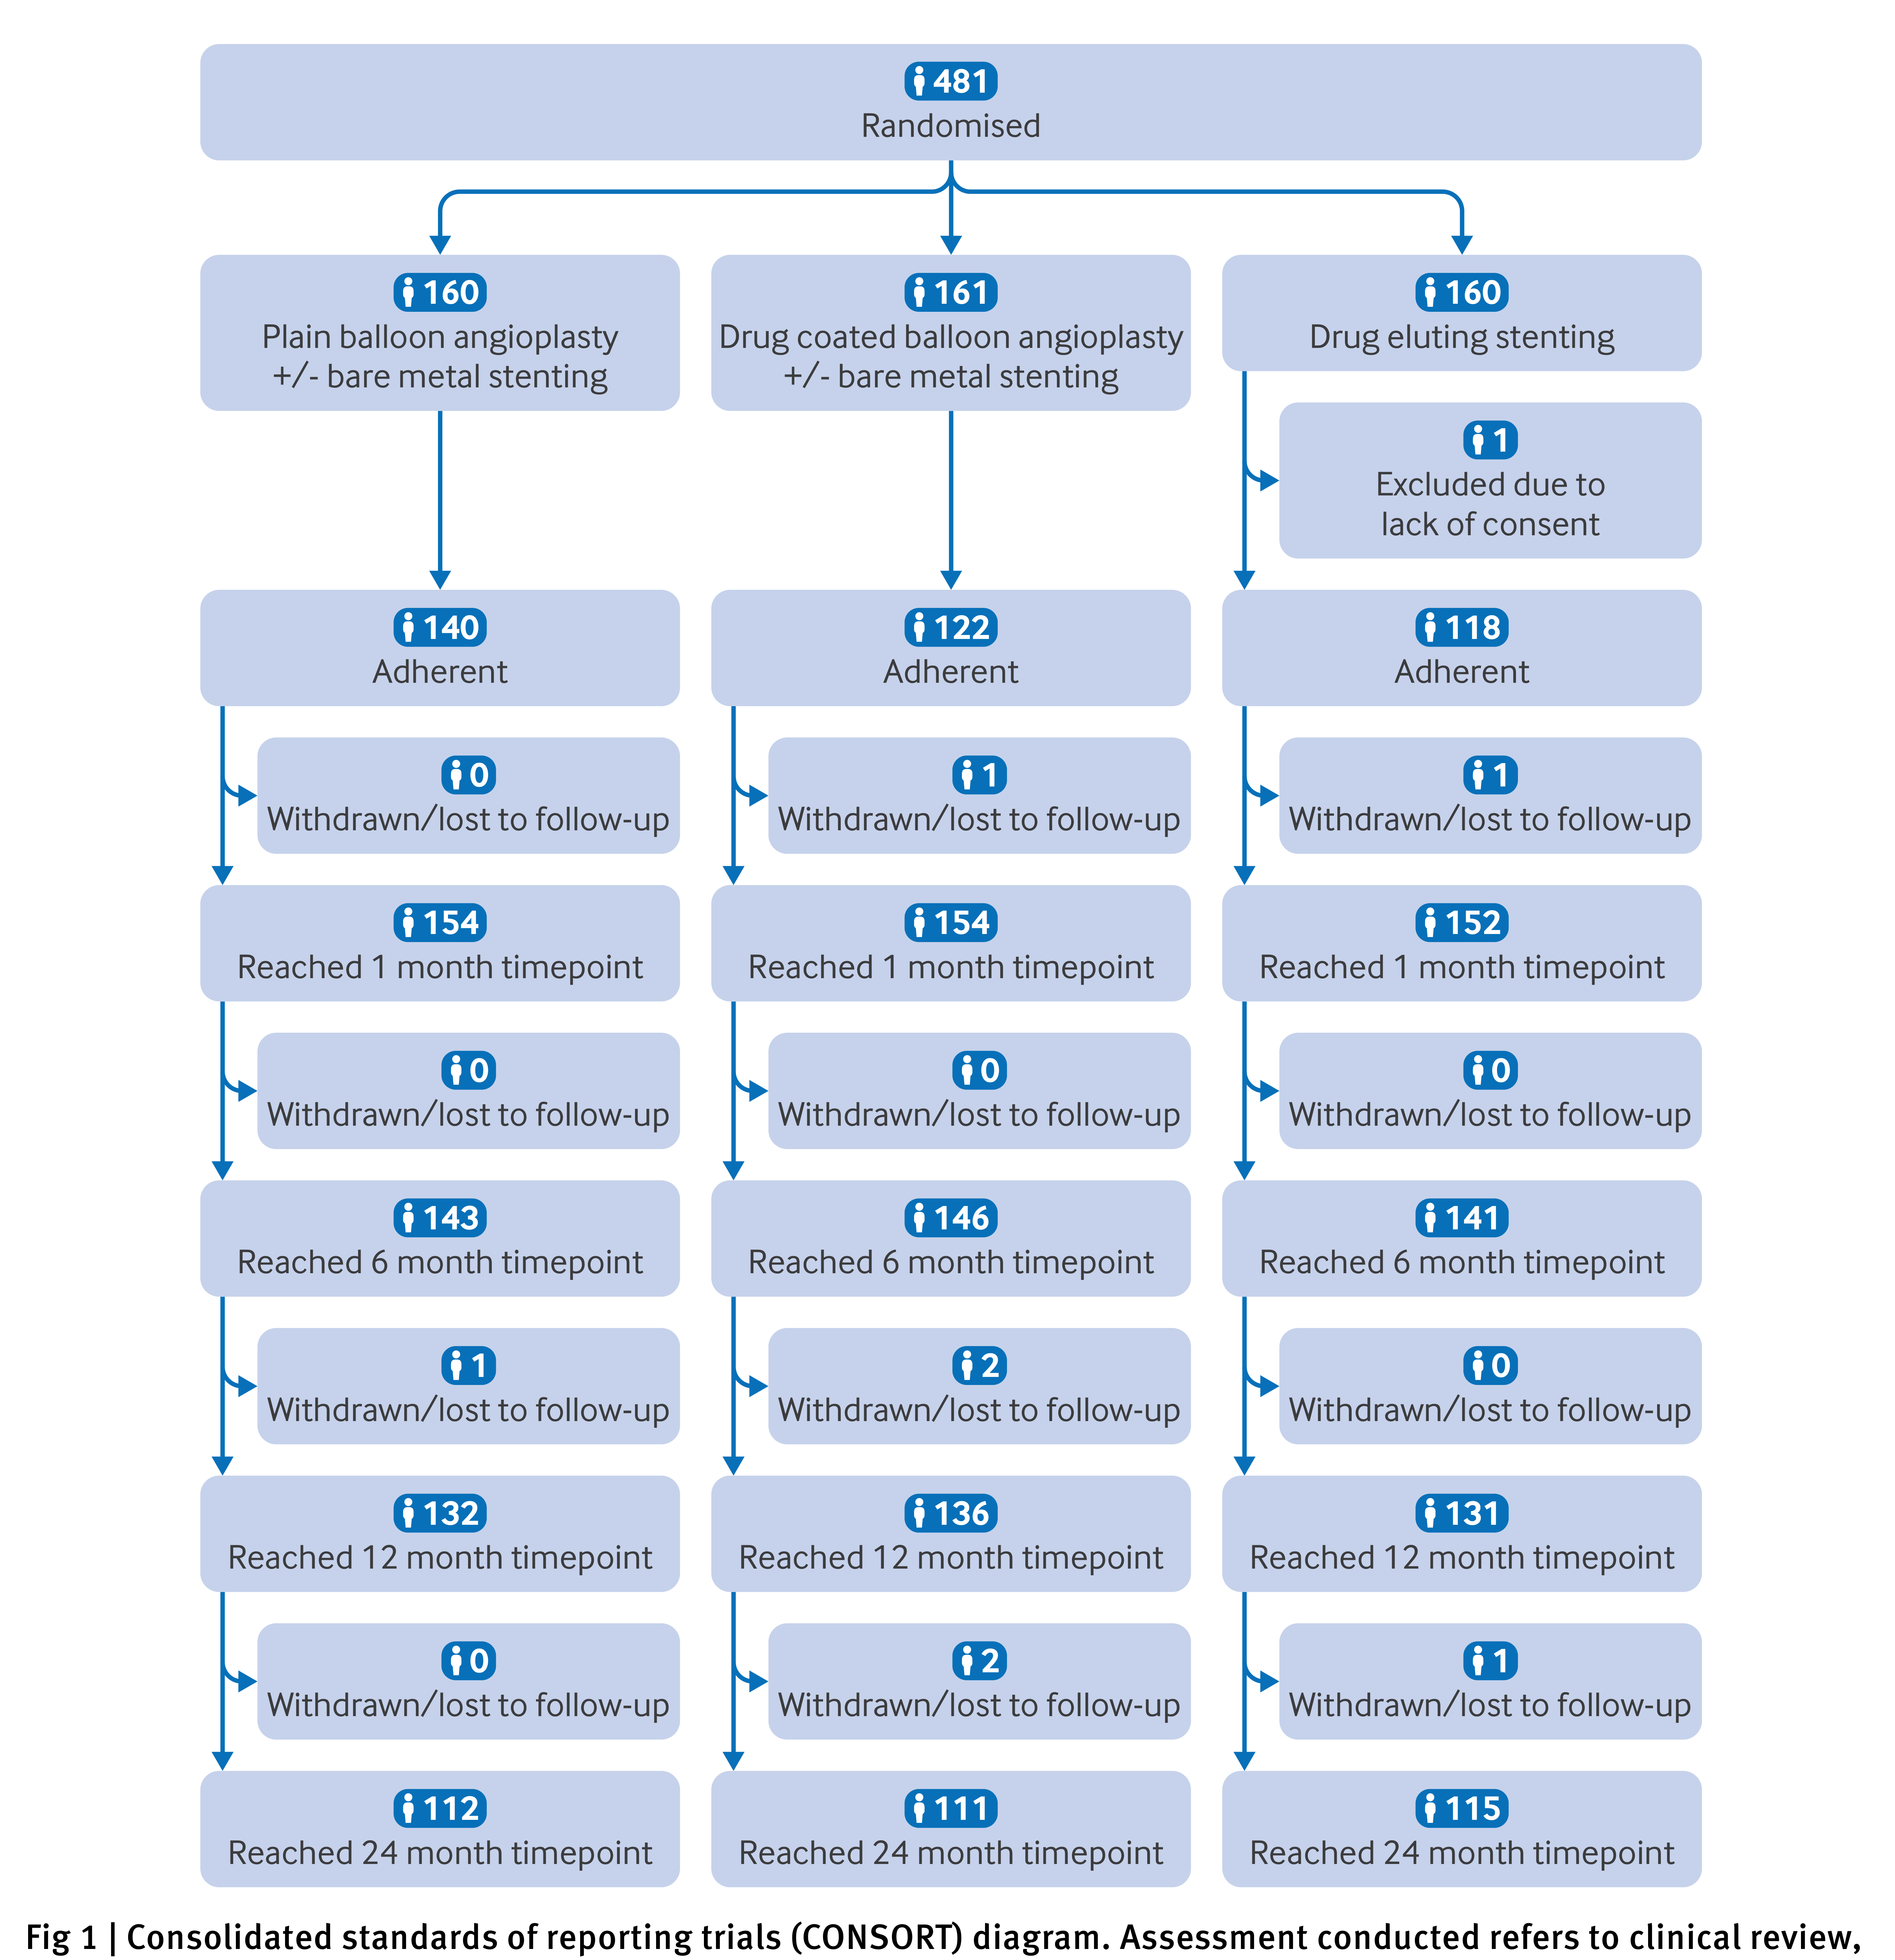 481
Randomised
160
Plain balloon angioplasty
+/- bare metal stenting
161
Drug coated balloon angioplasty
+/- bare metal stenting
160
Drug eluting stenting
1
Excluded due to
lack of consent
140
Adherent
122
Adherent
118
Adherent
0
Withdrawn/lost to follow-up
1
Withdrawn/lost to follow-up
1
Withdrawn/lost to follow-up
154
Reached 1 month timepoint
154
Reached 1 month timepoint
152
Reached 1 month timepoint
0
Withdrawn/lost to follow-up
0
Withdrawn/lost to follow-up
0
Withdrawn/lost to follow-up
143
Reached 6 month timepoint
146
Reached 6 month timepoint
141
Reached 6 month timepoint
1
Withdrawn/lost to follow-up
2
Withdrawn/lost to follow-up
0
Withdrawn/lost to follow-up
132
Reached 12 month timepoint
136
Reached 12 month timepoint
131
Reached 12 month timepoint
0
Withdrawn/lost to follow-up
2
Withdrawn/lost to follow-up
1
Withdrawn/lost to follow-up
112
Reached 24 month timepoint
111
Reached 24 month timepoint
115
Reached 24 month timepoint
Fig 1 | Consolidated standards of reporting trials (CONSORT) diagram. Assessment conducted refers to clinical review,